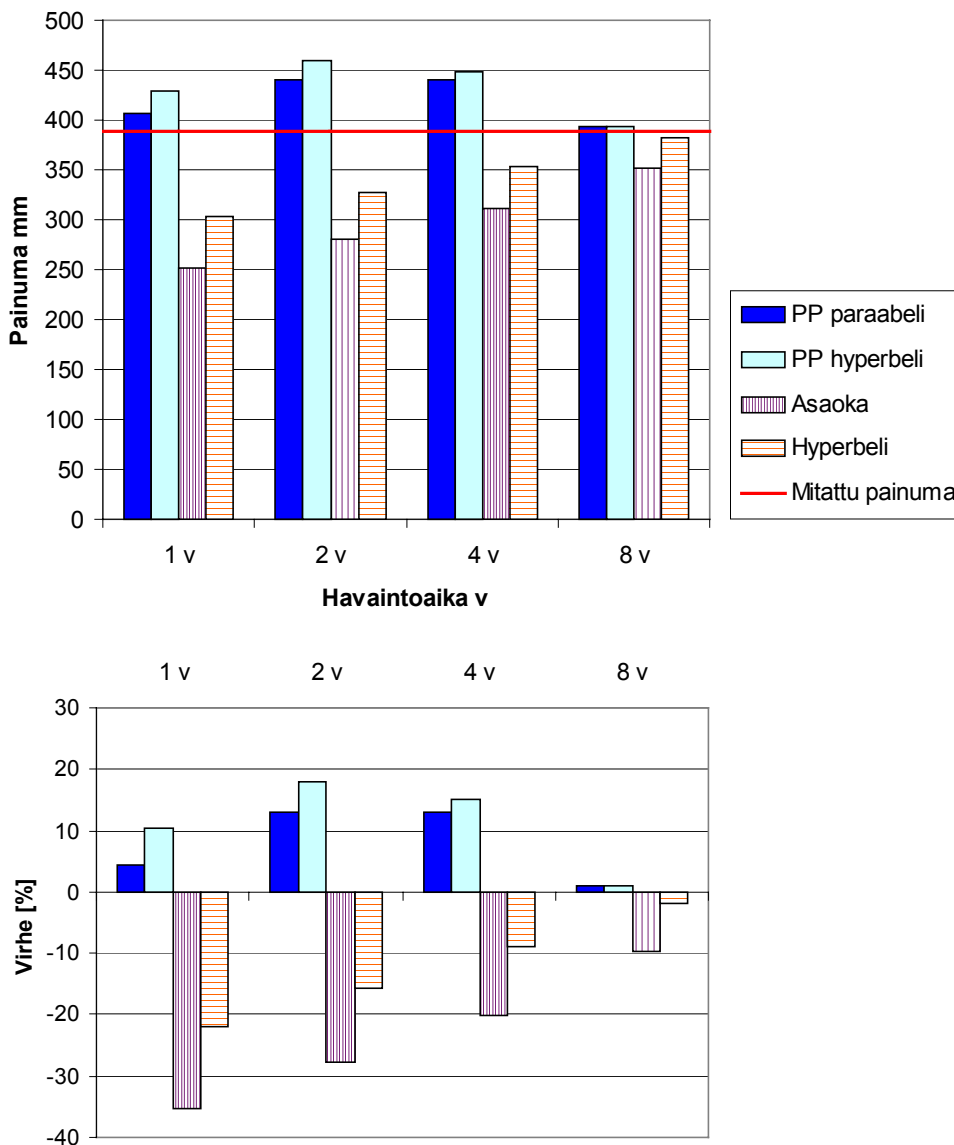 Painuma mm
500
450
400
350
300
250
200
150
100
50
0
1 v 2 v 4 v 8 v
Havaintoaika v
PP paraabeli
PP hyperbeli
Asaoka
Hyperbeli
Mitattu painuma
1 v 2 v 4 v 8 v
Virhe [%]
30
20
10
0
-10
-20
-30
-40